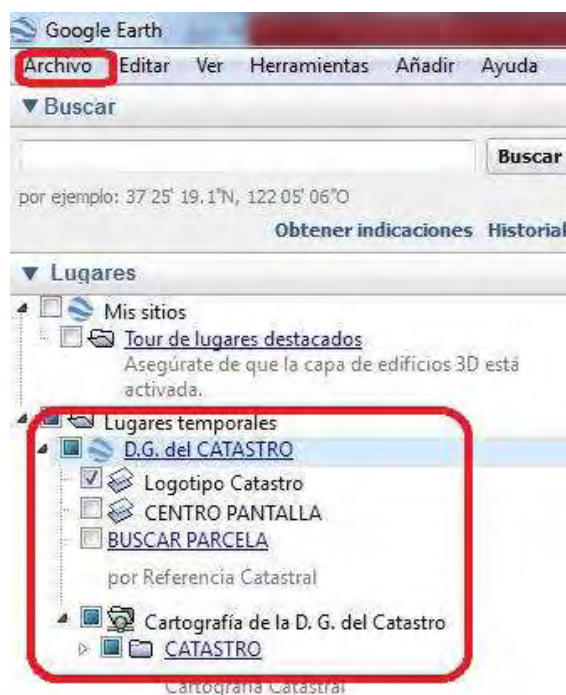 Google Earth
Archivo Editar Ver Herramientas Añadir Ayuda
Buscar
Buscar
por ejemplo: 37 25' 19.1"N, 122 05' 06"O
Obtener indicaciones Historial
Lugares
Mis sitios
Tour de lugares destacados
Asegúrate de que la capa de edificios 3D está
activada.
Lugares temporales
D.G. del CATASTRO
Logotipo Catastro
CENTRO PANTALLA
BUSCAR PARCELA
por Referencia Catastral
Cartografía de la D. G. del Catastro
CATASTRO
Cartografía Catastral